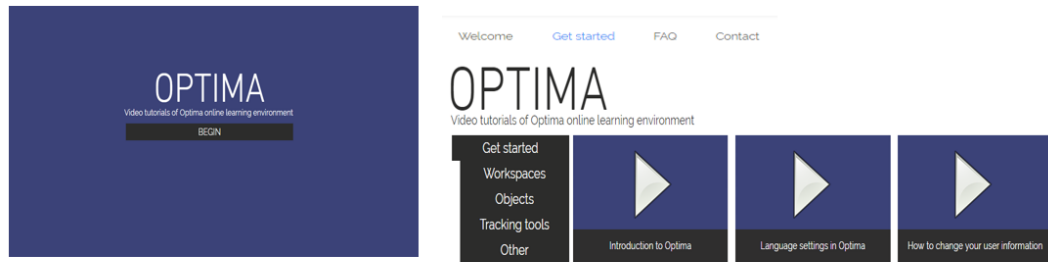 OPTIMA
Video tutorials of Optima online learning environment
BEGIN
Welcome Get started FAQ Contact
OPTIMA
Video tutorials of Optima online learning environment
Get started
Workspaces
Objects
Tracking tools
Other
Introduction to Optima
Language settings in Optima
How to change your user information